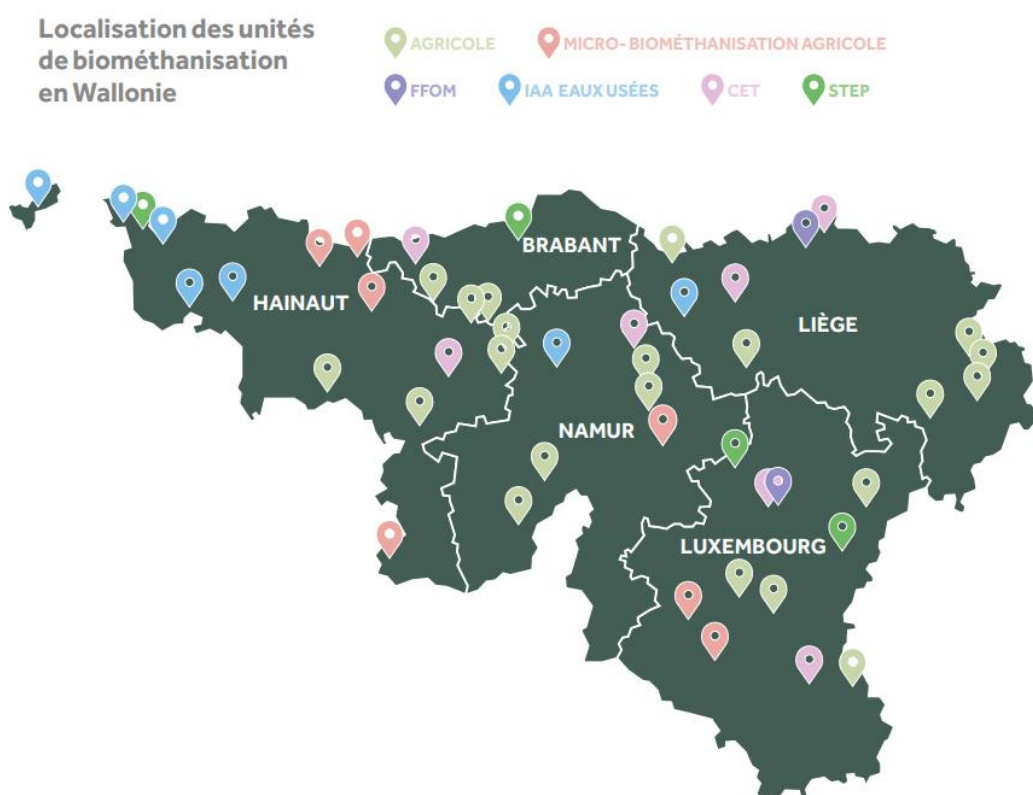 Localisation des unités
de biométhanisation
en Wallonie
AGRICOLE
MICRO- BIOMÉTHANISATION AGRICOLE
FFOM
IAA EAUX USÉES
CET
STEP
BRABANT
HAINAUT
LIÈGE
NAMUR
LUXEMBOURG